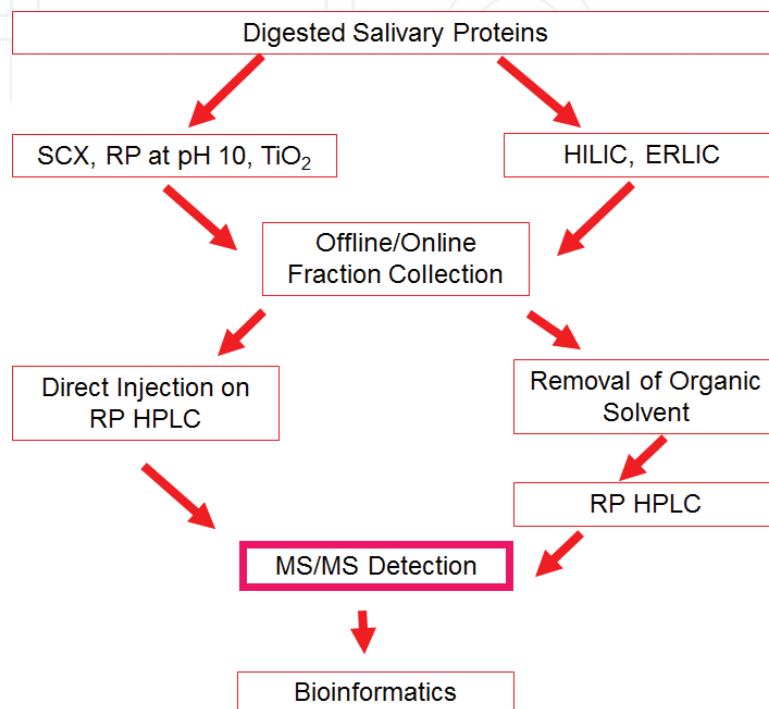 Digested Salivary Proteins
SCX, RP at pH 10, TiO₂
HILIC, ERLIC
Offline/Online
Fraction Collection
Direct Injection on
RP HPLC
Removal of Organic
Solvent
RP HPLC
MS/MS Detection
Bioinformatics